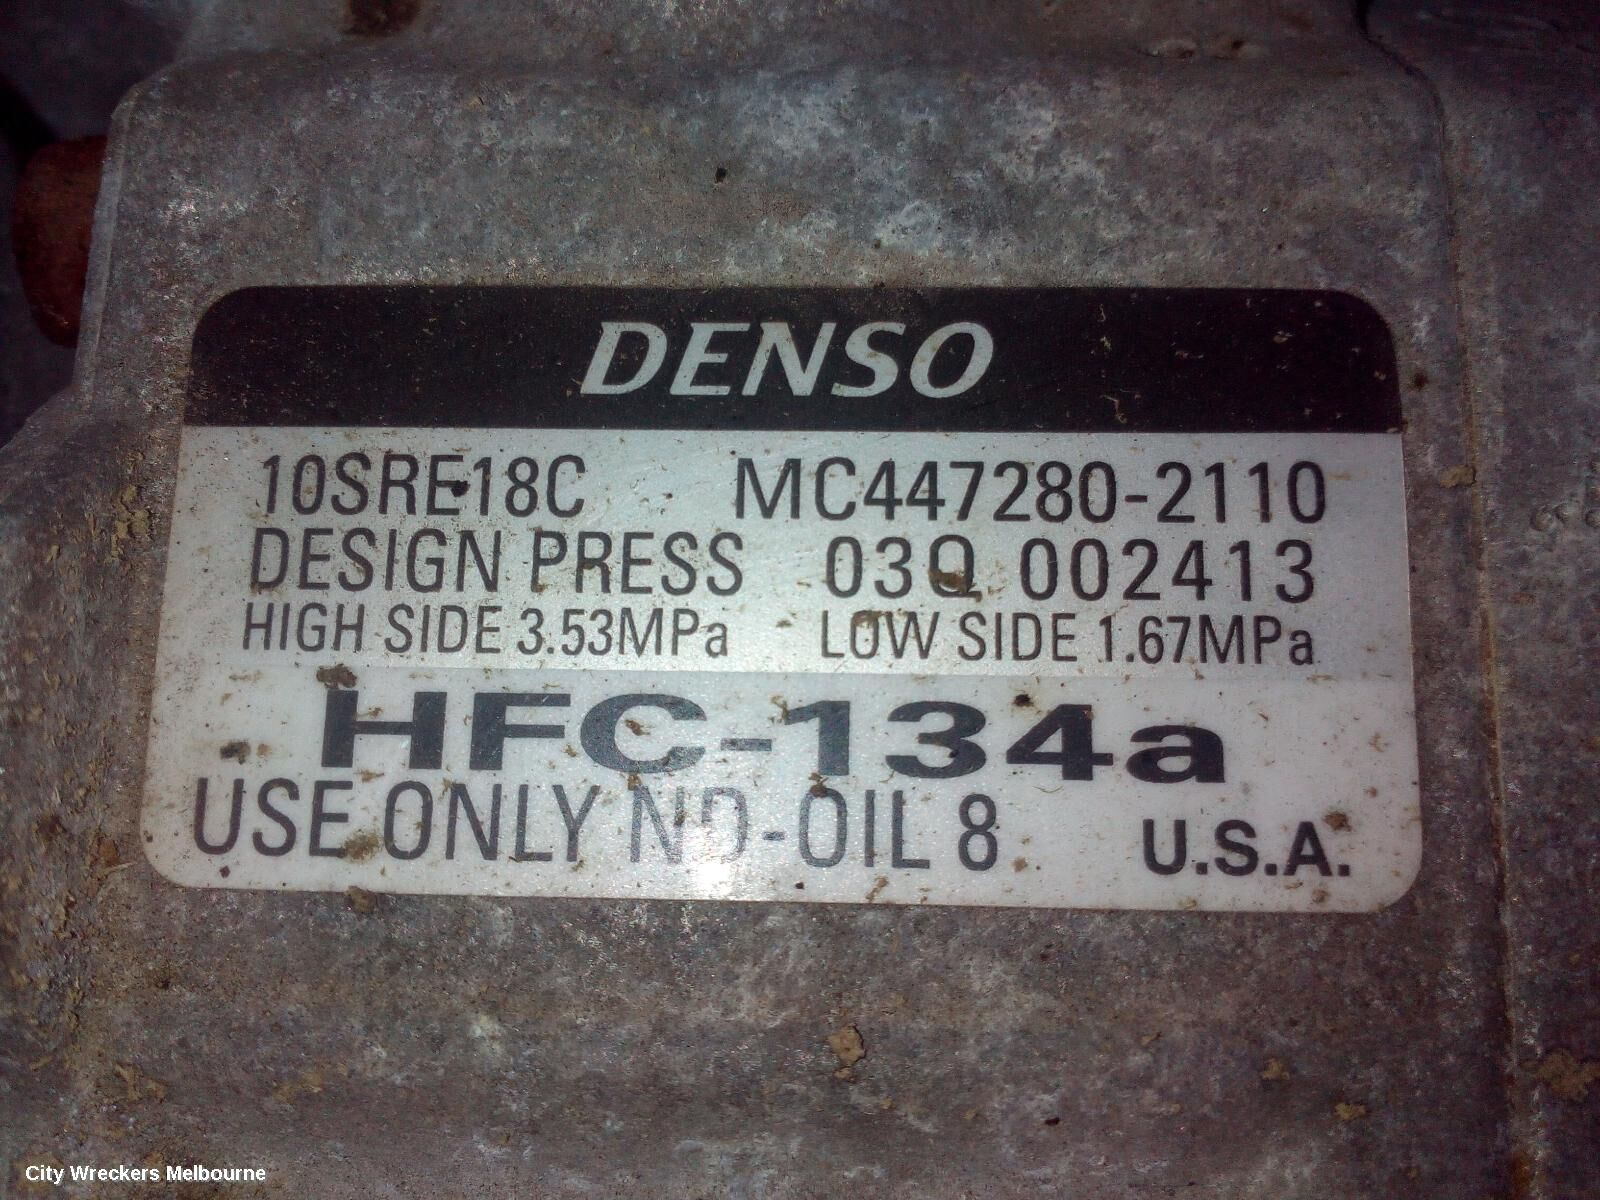 DENSO
10SRE18C MC447280-2110
DESIGN PRESS 03Q 002413
HIGH SIDE 3.53MPa LOW SIDE 1.67MPa
HFC-134a
USE ONLY ND-OIL 8 U.S.A.
City Wreckers Melbourne